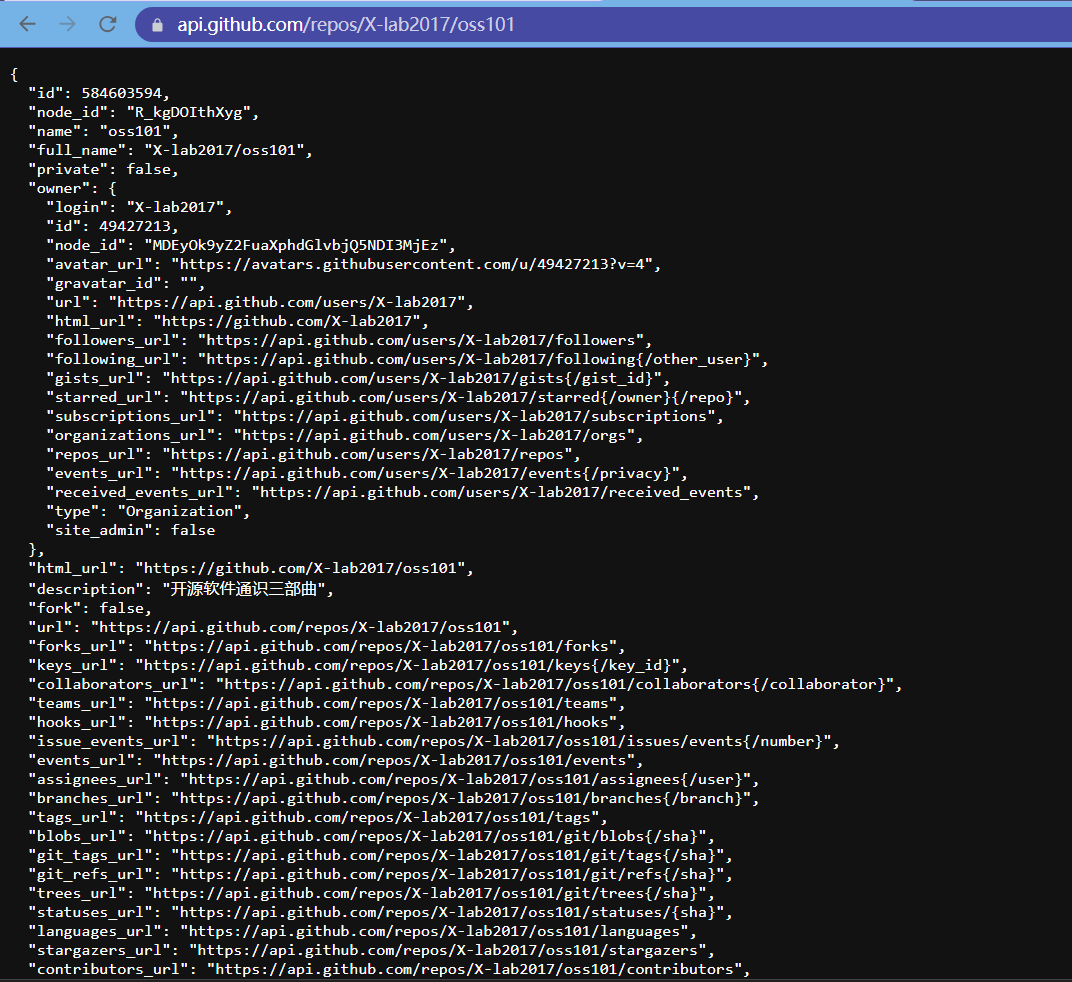 api.github.com/repos/X-lab2017/oss101
{
"id": 584603594,
"node_id": "R_kgDOIthXyg",
"name": "oss101",
"full_name": "X-lab2017/oss101",
"private": false,
"owner": {
"login": "X-lab2017",
"id": 49427213,
"node_id": "MDEyOk9yZ2FuaXphdGlvbjQ5NDI3MjEz",
"avatar_url": "https://avatars.githubusercontent.com/u/49427213?v=4",
"gravatar_id": "",
"url": "https://api.github.com/users/X-lab2017",
"html_url": "https://github.com/X-lab2017",
"followers_url": "https://api.github.com/users/X-lab2017/followers",
"following_url": "https://api.github.com/users/X-lab2017/following{/other_user}",
"gists_url": "https://api.github.com/users/X-lab2017/gists{/gist_id}",
"starred_url": "https://api.github.com/users/X-lab2017/starred{/owner}{/repo}",
"subscriptions_url": "https://api.github.com/users/X-lab2017/subscriptions",
"organizations_url": "https://api.github.com/users/X-lab2017/orgs",
"repos_url": "https://api.github.com/users/X-lab2017/repos",
"events_url": "https://api.github.com/users/X-lab2017/events{/privacy}",
"received_events_url": "https://api.github.com/users/X-lab2017/received_events",
"type": "Organization",
"site_admin": false
},
"html_url": "https://github.com/X-lab2017/oss101",
"description": "开源软件通识三部曲",
"fork": false,
"url": "https://api.github.com/repos/X-lab2017/oss101",
"forks_url": "https://api.github.com/repos/X-lab2017/oss101/forks",
"keys_url": "https://api.github.com/repos/X-lab2017/oss101/keys{/key_id}",
"collaborators_url": "https://api.github.com/repos/X-lab2017/oss101/collaborators{/collaborator}",
"teams_url": "https://api.github.com/repos/X-lab2017/oss101/teams",
"hooks_url": "https://api.github.com/repos/X-lab2017/oss101/hooks",
"issue_events_url": "https://api.github.com/repos/X-lab2017/oss101/issues/events{/number}",
"events_url": "https://api.github.com/repos/X-lab2017/oss101/events",
"assignees_url": "https://api.github.com/repos/X-lab2017/oss101/assignees{/user}",
"branches_url": "https://api.github.com/repos/X-lab2017/oss101/branches{/branch}",
"tags_url": "https://api.github.com/repos/X-lab2017/oss101/tags",
"blobs_url": "https://api.github.com/repos/X-lab2017/oss101/git/blobs{/sha}",
"git_tags_url": "https://api.github.com/repos/X-lab2017/oss101/git/tags{/sha}",
"git_refs_url": "https://api.github.com/repos/X-lab2017/oss101/git/refs{/sha}",
"trees_url": "https://api.github.com/repos/X-lab2017/oss101/git/trees{/sha}",
"statuses_url": "https://api.github.com/repos/X-lab2017/oss101/statuses/{sha}",
"languages_url": "https://api.github.com/repos/X-lab2017/oss101/languages",
"stargazers_url": "https://api.github.com/repos/X-lab2017/oss101/stargazers",
"contributors_url": "https://api.github.com/repos/X-lab2017/oss101/contributors",